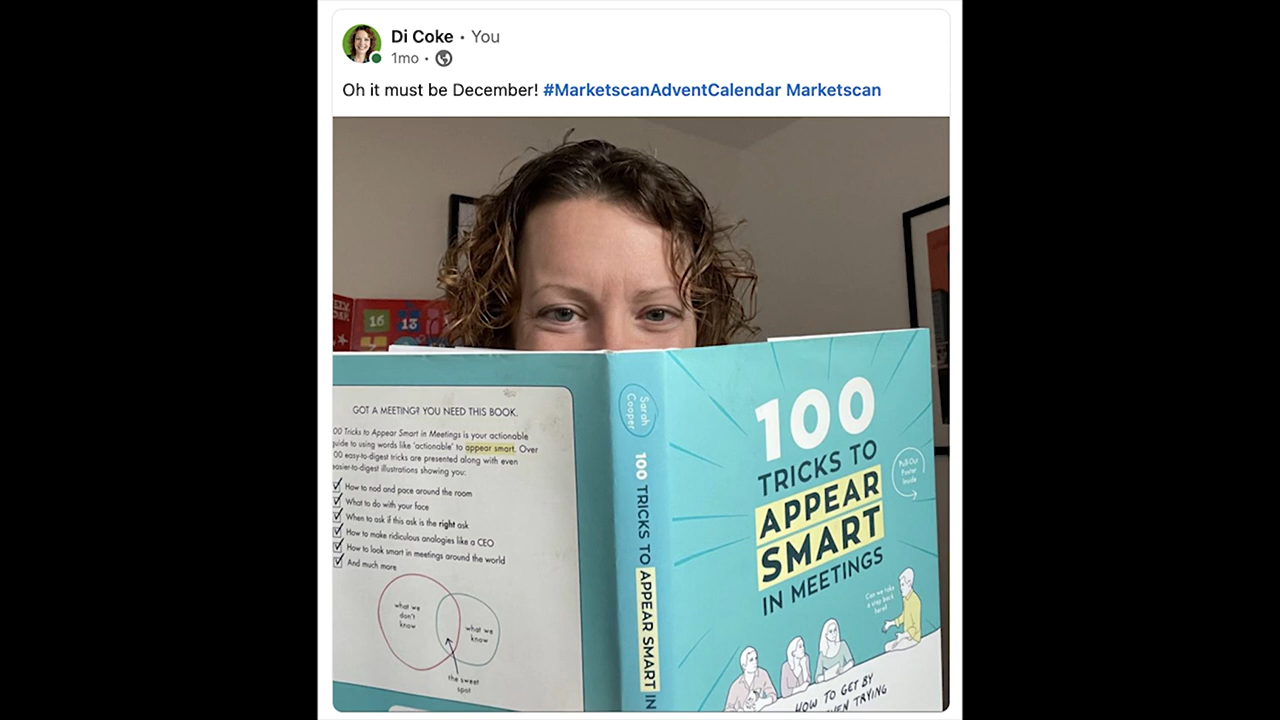 Di Coke • You
1mo •
Oh it must be December! #MarketscanAdventCalendar Marketscan
16 13
GOT A MEETING? YOU NEED THIS BOOK.
00 Tricks to Appear Smart in Meetings is your actionable
guide to using words like 'actionable' to appear smart. Over
00 easy-to-digest tricks are presented along with even
easier-to-digest illustrations showing you:
How to nod and pace around the room
What to do with your face
When to ask if this ask is the right ask
How to make ridiculous analogies like a CEO
How to look smart in meetings around the world
And much more
what we
don't
know
what we
know
the sweet
spot
Sarah
Cooper
100 TRICKS TO APPEAR SMART IN
100
TRICKS TO
APPEAR
SMART
IN MEETINGS
Pull-Out
Poster
Inside
Can we take
a step back
here?
HOW TO GET BY
EVEN TRYING